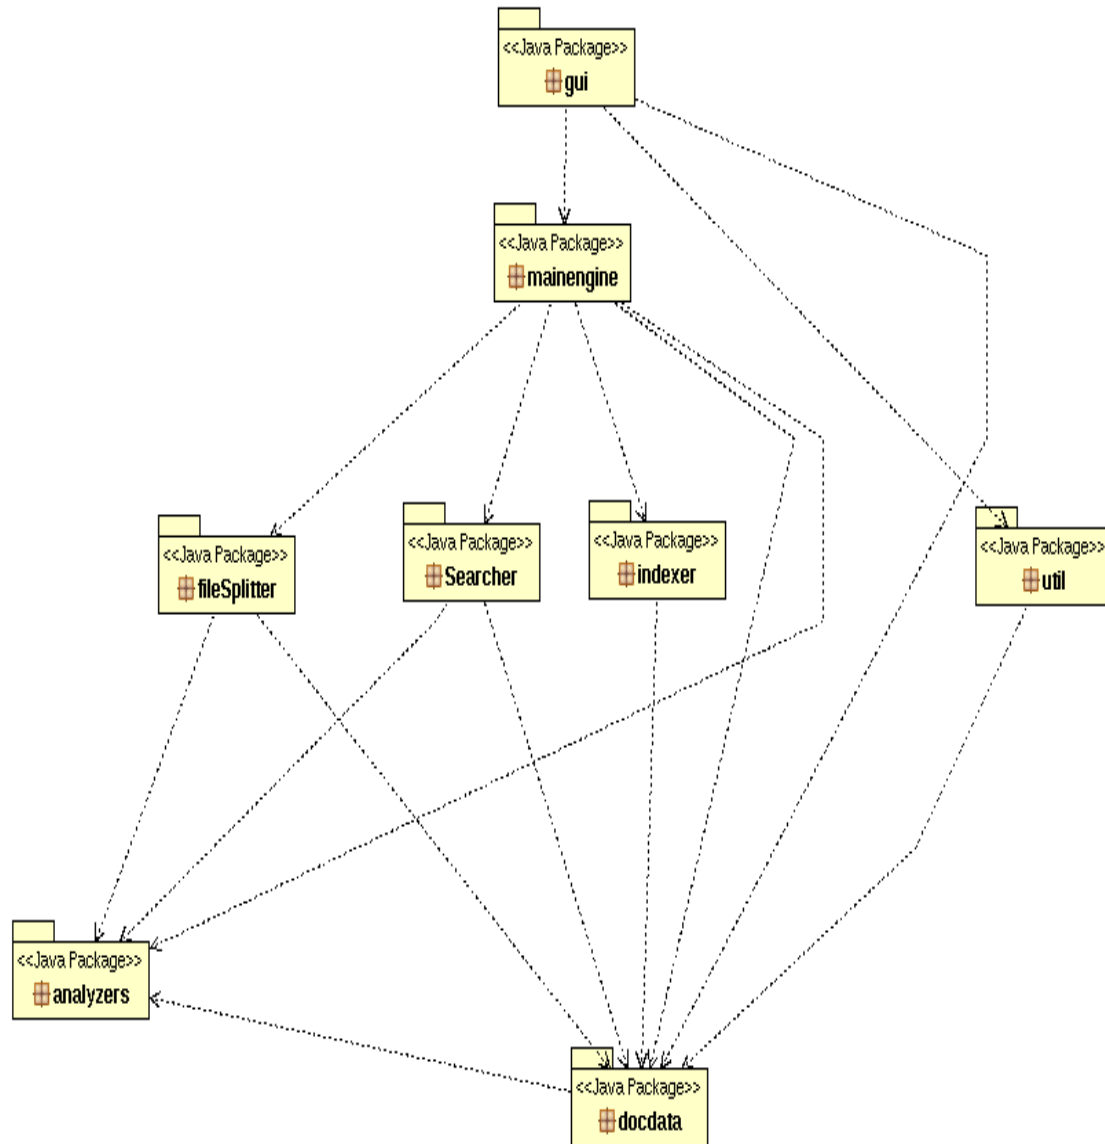 <<Java Package>>
gui
<<Java Package>>
mainengine
<<Java Package>>
fileSplitter
<<Java Package>>
Searcher
<<Java Package>>
indexer
<<Java Package>>
util
<<Java Package>>
analyzers
<<Java Package>>
docdata